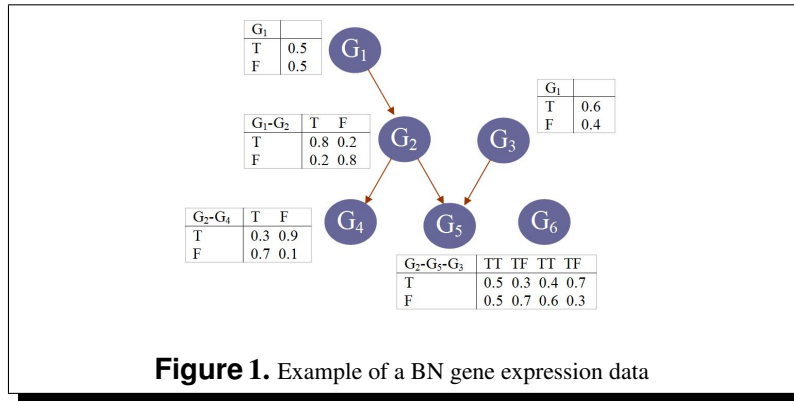 G₁
T 0.5
F 0.5
G₁
G₁
T 0.6
F 0.4
G₁-G₂ T F
T 0.8 0.2
F 0.2 0.8
G₂
G₃
G₂-G₄ T F
T 0.3 0.9
F 0.7 0.1
G₄
G₅
G₆
G₂-G₅-G₃ TT TF TT TF
T 0.5 0.3 0.4 0.7
F 0.5 0.7 0.6 0.3
Figure 1. Example of a BN gene expression data